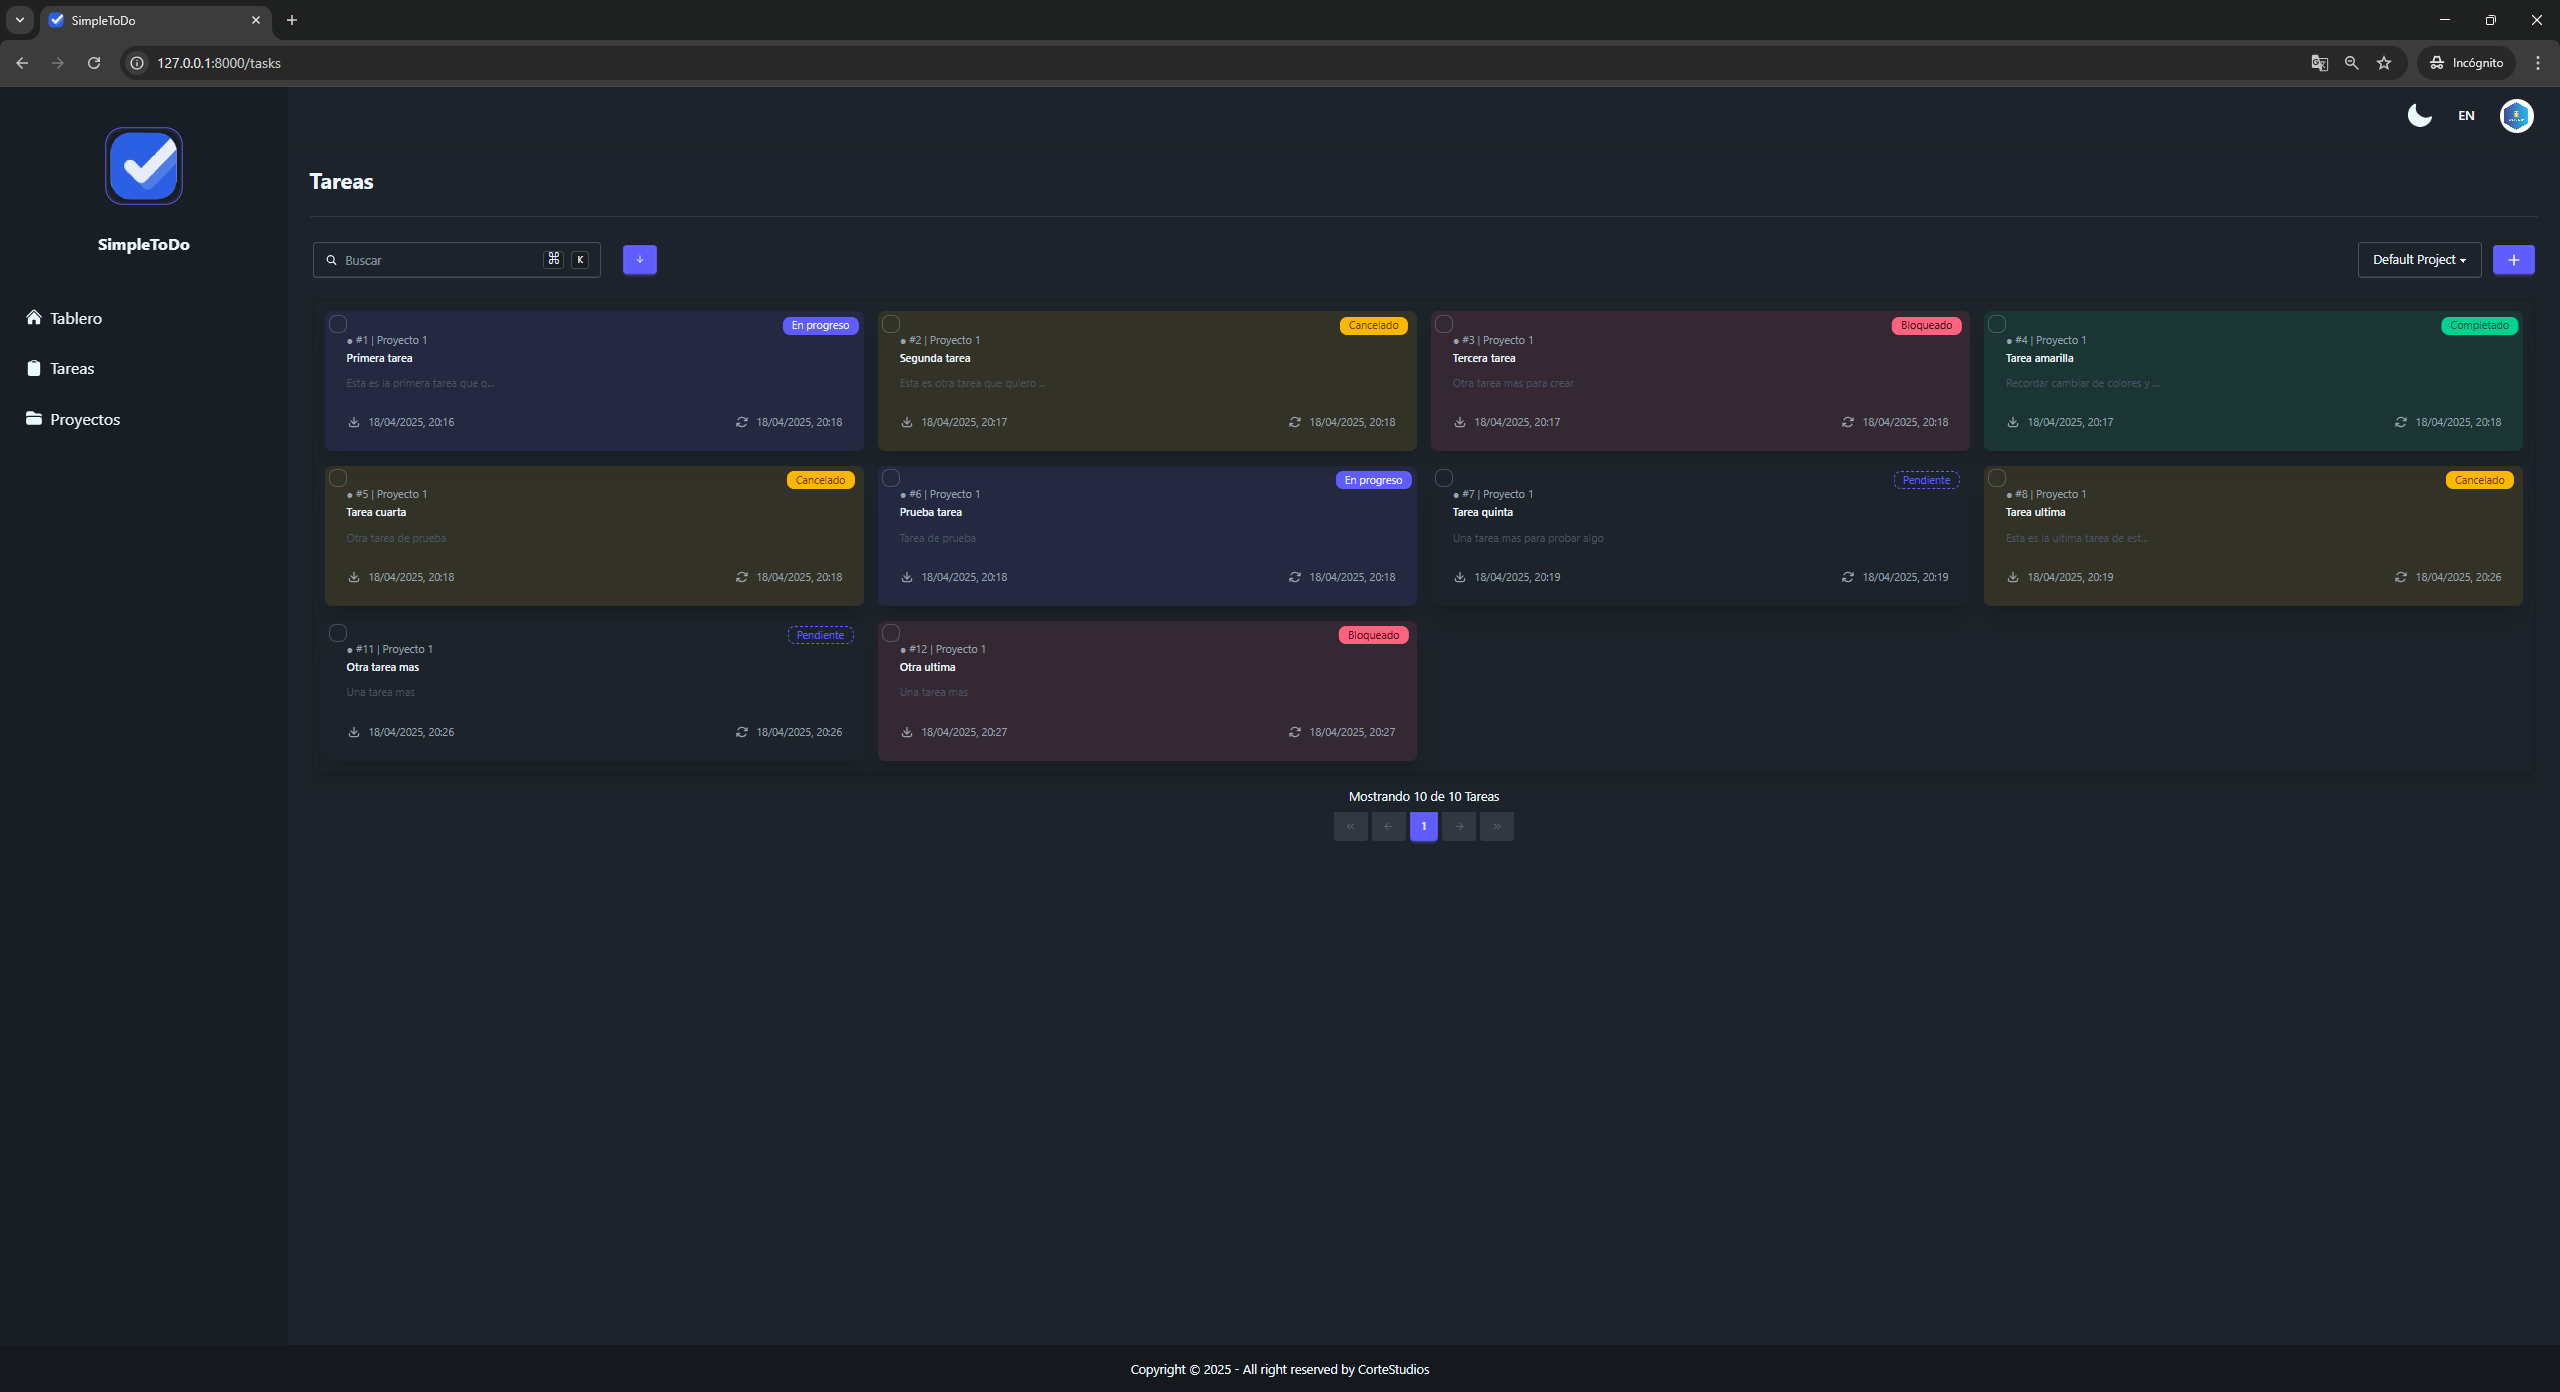 SimpleToDo
127.0.0.1:8000/tasks
Incógnito
EN
SimpleToDo
Tablero
Tareas
Proyectos
Tareas
Buscar ⌘ K
Default Project
#1 | Proyecto 1 En progreso
Primera tarea
Esta es la primera tarea que q...
18/04/2025, 20:16 18/04/2025, 20:18
#2 | Proyecto 1 Cancelado
Segunda tarea
Esta es otra tarea que quiero ...
18/04/2025, 20:17 18/04/2025, 20:18
#3 | Proyecto 1 Bloqueado
Tercera tarea
Otra tarea mas para crear
18/04/2025, 20:17 18/04/2025, 20:18
#4 | Proyecto 1 Completado
Tarea amarilla
Recordar cambiar de colores y ...
18/04/2025, 20:17 18/04/2025, 20:18
#5 | Proyecto 1 Cancelado
Tarea cuarta
Otra tarea de prueba
18/04/2025, 20:18 18/04/2025, 20:18
#6 | Proyecto 1 En progreso
Prueba tarea
Tarea de prueba
18/04/2025, 20:18 18/04/2025, 20:18
#7 | Proyecto 1 Pendiente
Tarea quinta
Una tarea mas para probar algo
18/04/2025, 20:19 18/04/2025, 20:19
#8 | Proyecto 1 Cancelado
Tarea ultima
Esta es la ultima tarea de est...
18/04/2025, 20:19 18/04/2025, 20:26
#11 | Proyecto 1 Pendiente
Otra tarea mas
Una tarea mas
18/04/2025, 20:26 18/04/2025, 20:26
#12 | Proyecto 1 Bloqueado
Otra ultima
Una tarea mas
18/04/2025, 20:27 18/04/2025, 20:27
Mostrando 10 de 10 Tareas
« ← 1 → »
Copyright © 2025 - All right reserved by CorteStudios